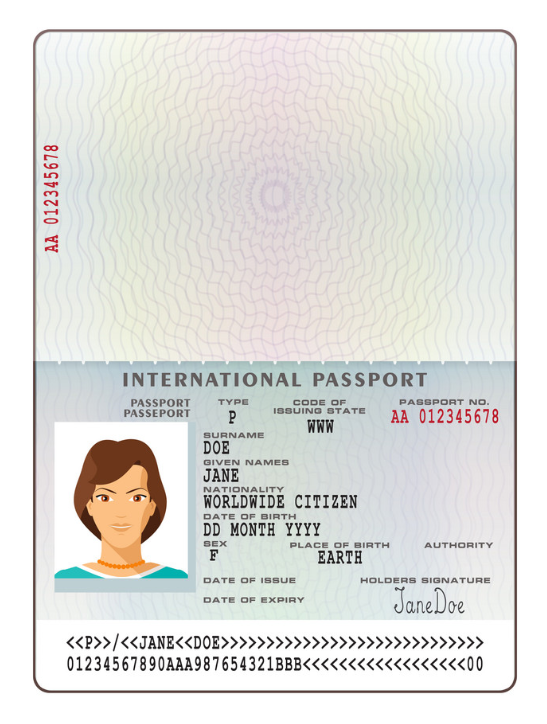 AA 012345678
INTERNATIONAL PASSPORT
PASSPORT TYPE CODE OF ISSUING STATE PASSPORT NO.
PASSEPORT P WWW AA 012345678
SURNAME
DOE
GIVEN NAMES
JANE
NATIONALITY
WORLDWIDE CITIZEN
DATE OF BIRTH
DD MONTH YYYY
SEX PLACE OF BIRTH AUTHORITY
F EARTH
DATE OF ISSUE HOLDERS SIGNATURE
DATE OF EXPIRY JaneDoe
<<P>>/<<JANE<<DOE>>>>>>>>>>>>>>>>>>>>>>>>>>>>>
01234567890AAA987654321BBB<<<<<<<<<<<<<<<<<<00